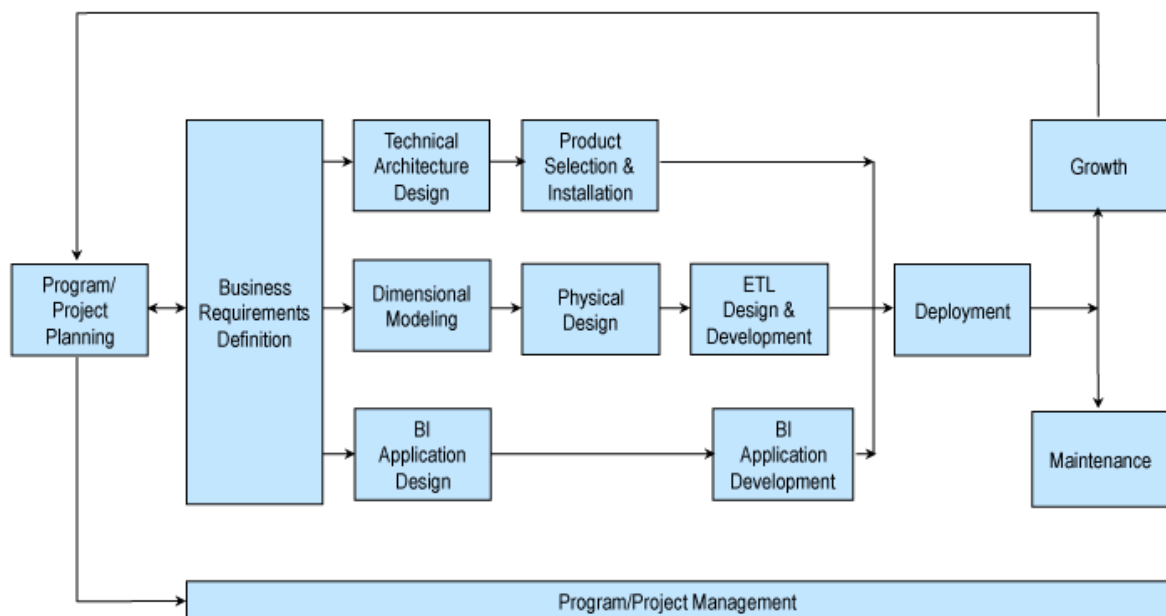 Technical
Architecture
Design
Product
Selection &
Installation
Growth
Program/
Project
Planning
Business
Requirements
Definition
Dimensional
Modeling
Physical
Design
ETL
Design &
Development
Deployment
BI
Application
Design
BI
Application
Development
Maintenance
Program/Project Management